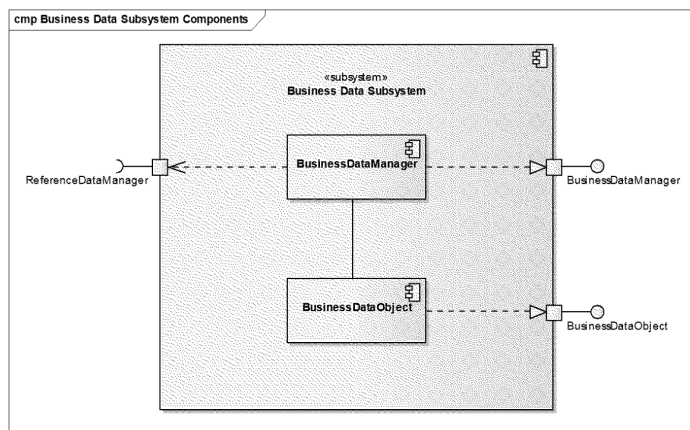 cmp Business Data Subsystem Components
«subsystem»
Business Data Subsystem
BusinessDataManager
ReferenceDataManager
BusinessDataManager
BusinessDataObject
BusinessDataObject